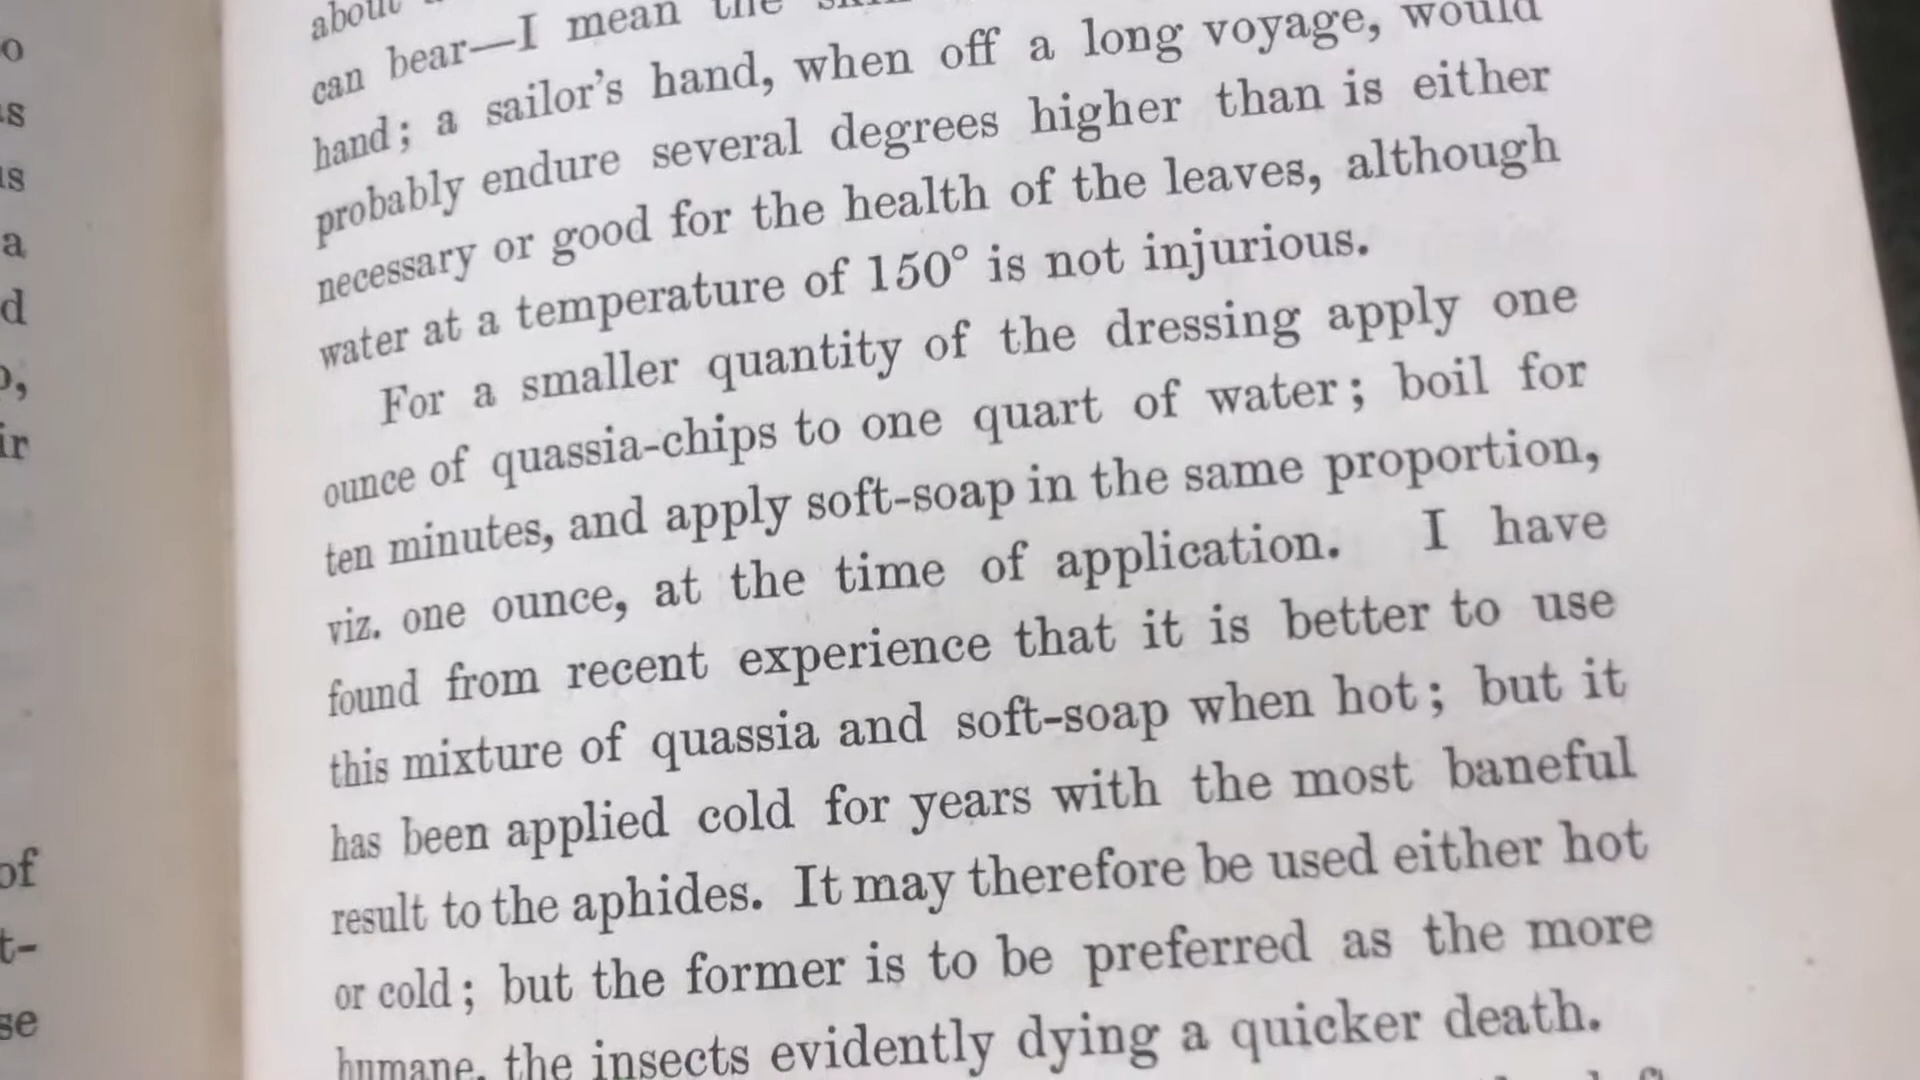 about
can bear—I mean the skin
hand; a sailor's hand, when off a long voyage, would
probably endure several degrees higher than is either
necessary or good for the health of the leaves, although
water at a temperature of 150° is not injurious.
For a smaller quantity of the dressing apply one
ounce of quassia-chips to one quart of water; boil for
ten minutes, and apply soft-soap in the same proportion,
viz. one ounce, at the time of application. I have
found from recent experience that it is better to use
this mixture of quassia and soft-soap when hot; but it
has been applied cold for years with the most baneful
result to the aphides. It may therefore be used either hot
or cold; but the former is to be preferred as the more
humane, the insects evidently dying a quicker death.